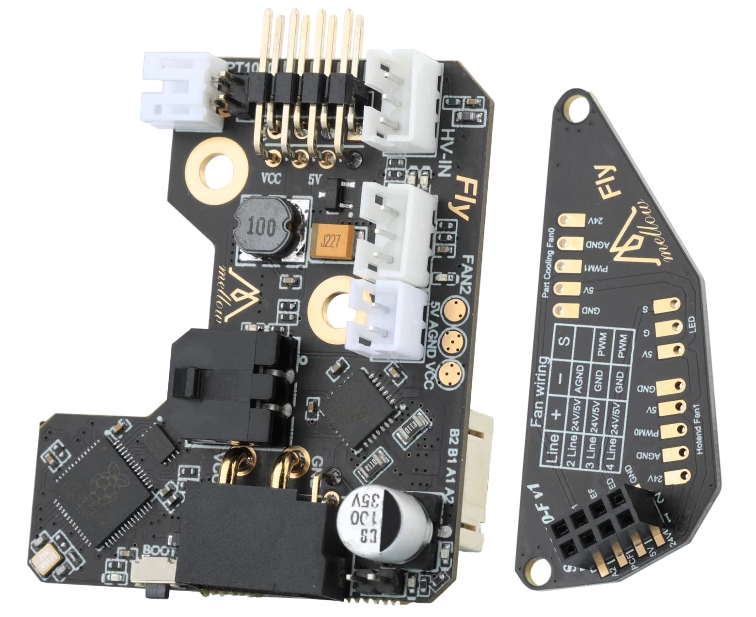 PT10
HV-IN
VCC
5V
Fly
100
J227
FAN2
mellow
5V AGND VCC
B2 B1 A1 A2
BOOT
CS
100
35V
Fly
mellow
Part Cooling Fan0
24V
AGND
PWM1
5V
GND
S
G
5V
LED
GND
5V
PWM0
AGND
24V
Hotend Fan1
Fan wiring
Line + - S
2 Line 24V/5V AGND
3 Line 24V/5V GND PWM
4 Line 24V/5V GND PWM